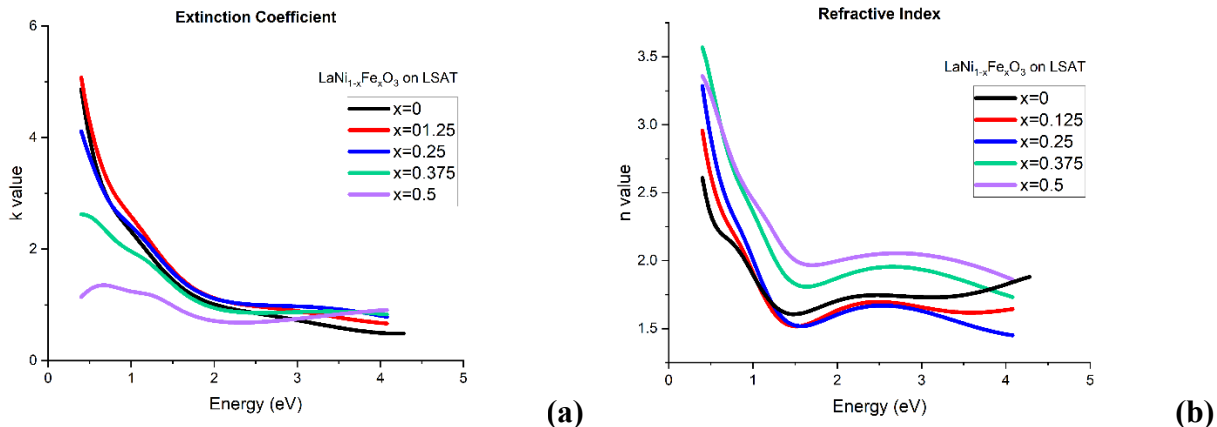 Extinction Coefficient
k value
6
4
2
0
0
1
2
3
4
5
Energy (eV)
LaNi1-xFexO3 on LSAT
x=0
x=01.25
x=0.25
x=0.375
x=0.5
(a)
Refractive Index
n value
3.5
3.0
2.5
2.0
1.5
0
1
2
3
4
5
Energy (eV)
LaNi1-xFexO3 on LSAT
x=0
x=0.125
x=0.25
x=0.375
x=0.5
(b)